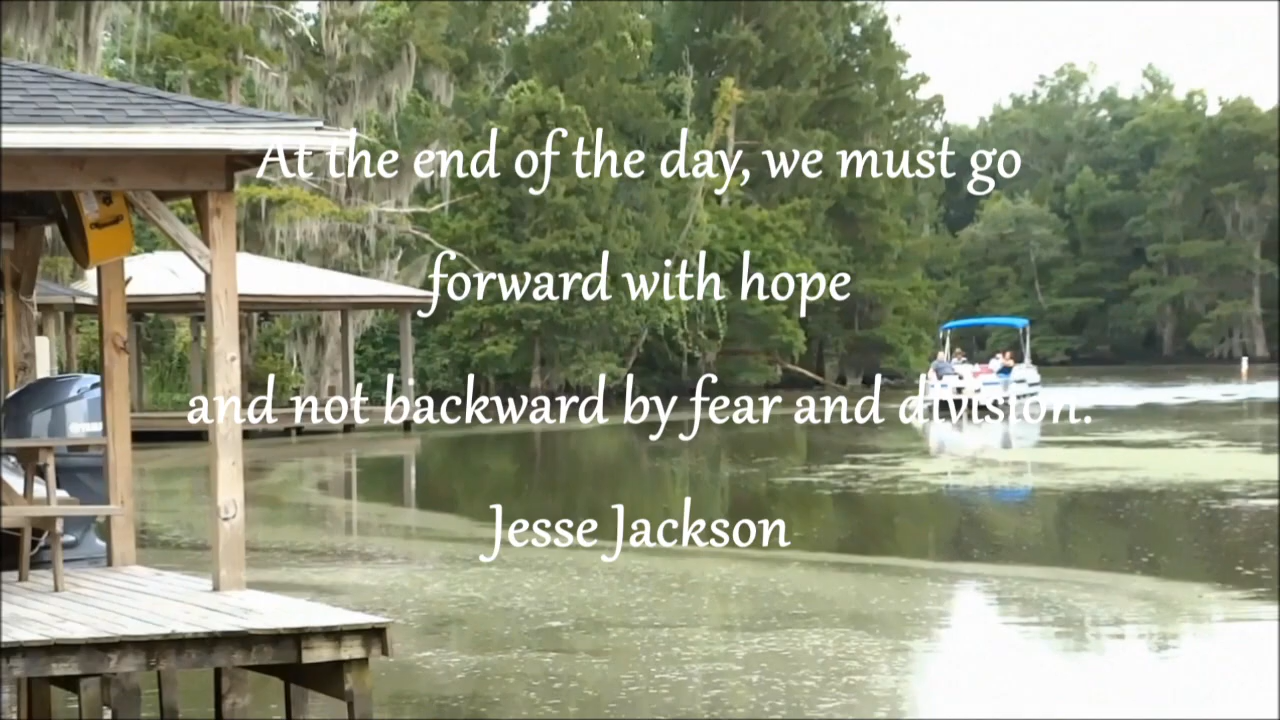 At the end of the day, we must go
forward with hope
and not backward by fear and division.
Jesse Jackson